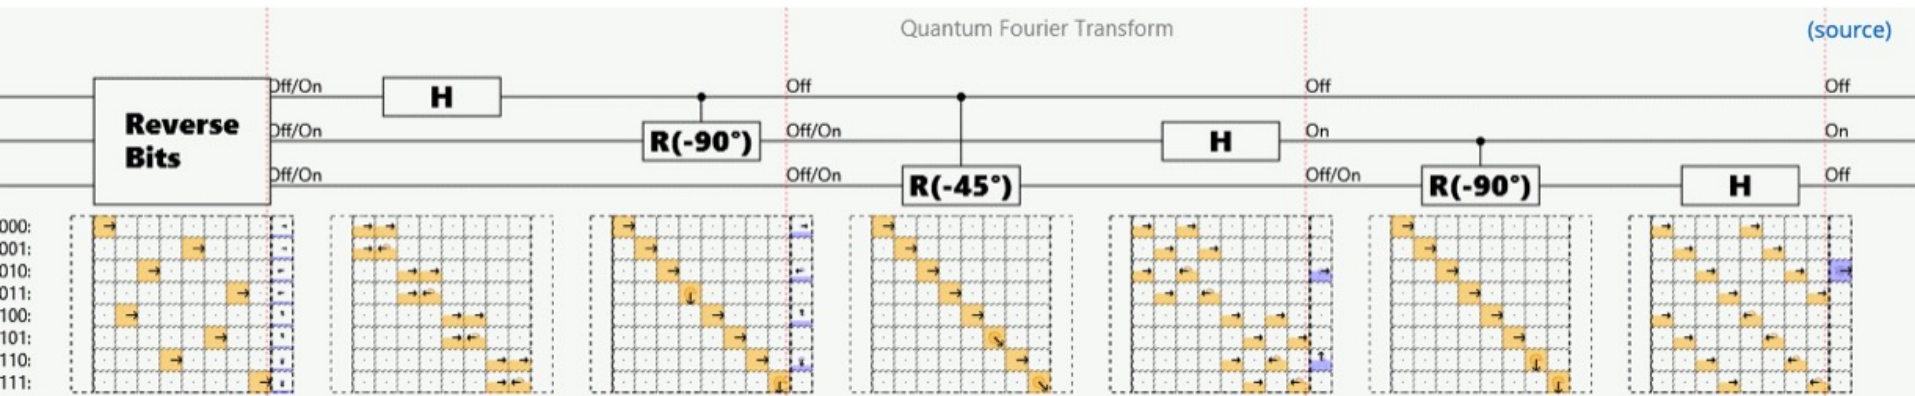 Quantum Fourier Transform
(source)
Off/On H Off Off Off
Reverse Bits
Off/On R(-90°) Off/On H On On
Off/On Off/On R(-45°) Off/On R(-90°) H Off
000:
001:
010:
011:
100:
101:
110:
111: